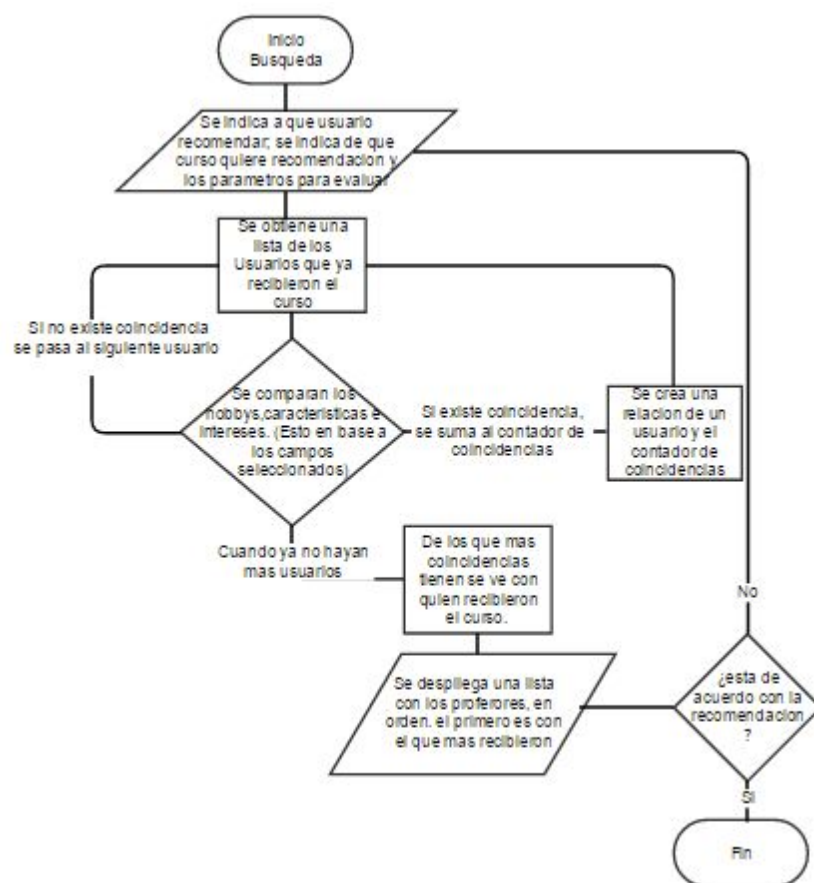 Inicio
Busqueda
Se indica a que usuario
recomendar; se indica de que
curso quiere recomendacion y
los parametros para evaluar
Se obtiene una
lista de los
Usuarios que ya
recibieron el
curso
Si no existe coincidencia
se pasa al siguiente usuario
Se comparan los
hobbys,caracteristicas e
intereses. (Esto en base a
los campos
seleccionados)
Si existe coincidencia,
se suma al contador de
coincidencias
Se crea una
relacion de un
usuario y el
contador de
coincidencias
Cuando ya no hayan
mas usuarios
De los que mas
coincidencias
tienen se ve con
quien recibieron
el curso.
No
Se despliega una lista
con los proferores, en
orden. el primero es con
el que mas recibieron
¿esta de
acuerdo con la
recomendacion
?
Si
Fin